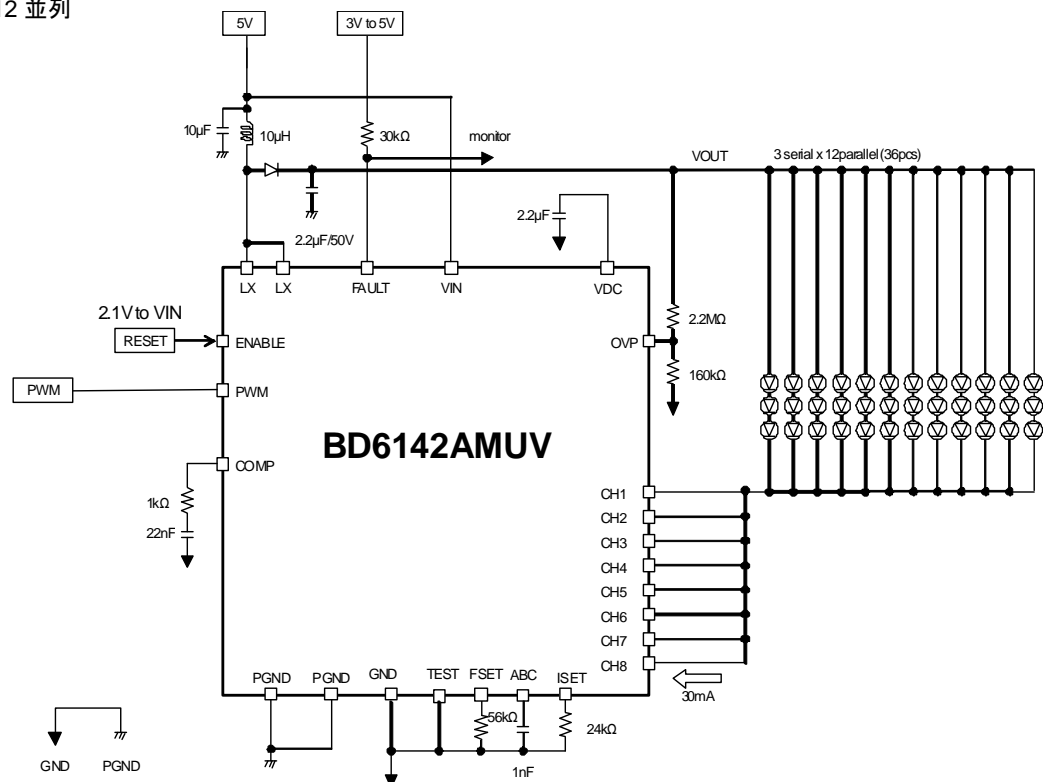 12 並列
5V
3V to 5V
10µF
10µH
30kΩ
monitor
VOUT
3 serial x 12parallel (36pcs)
2.2µF
2.2µF/50V
LX
LX
FAULT
VIN
VDC
2.1V to VIN
RESET
ENABLE
2.2MΩ
OVP
160kΩ
PWM
PWM
BD6142AMUV
COMP
1kΩ
22nF
CH1
CH2
CH3
CH4
CH5
CH6
CH7
CH8
30mA
PGND
PGND
GND
TEST
FSET
ABC
ISET
56kΩ
24kΩ
1nF
GND
PGND